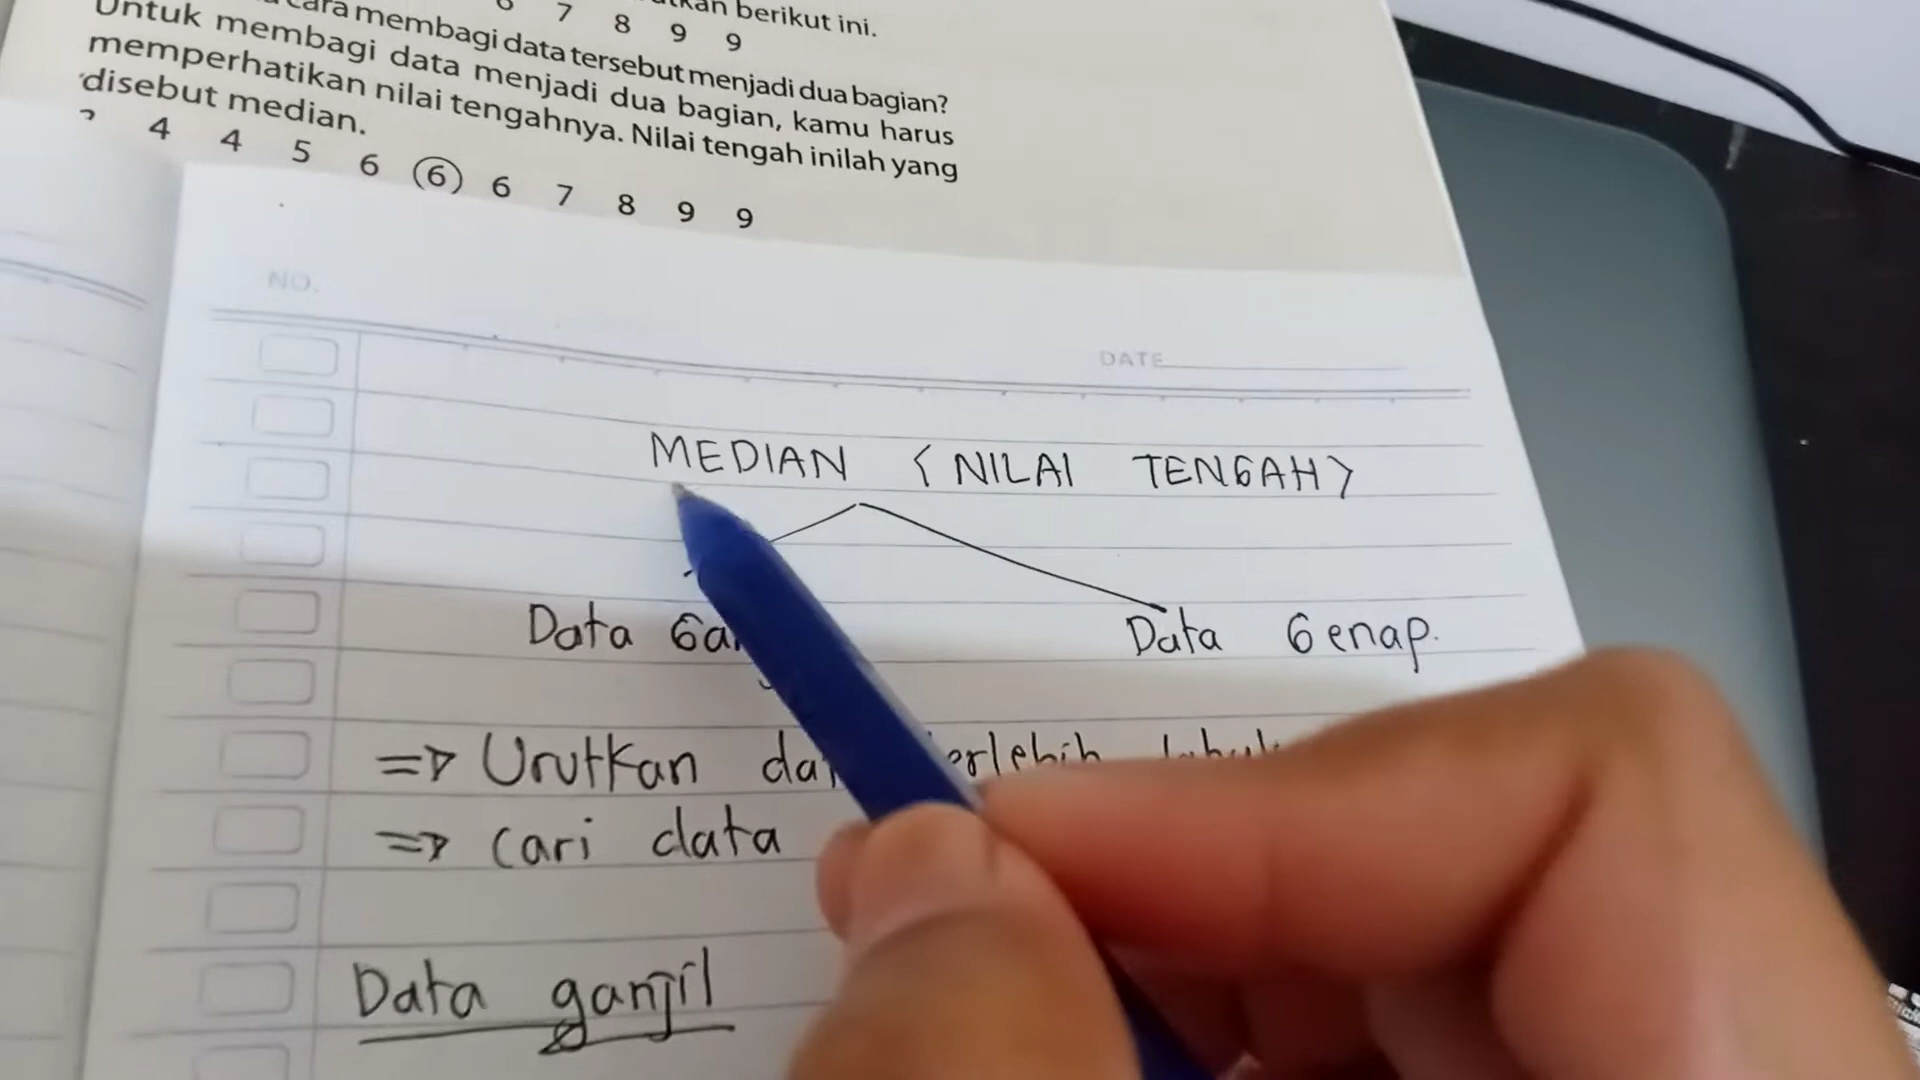 berikut ini.
7 8 9 9
cara membagi data tersebut menjadi dua bagian?
Untuk membagi data menjadi dua bagian, kamu harus
memperhatikan nilai tengahnya. Nilai tengah inilah yang
disebut median.
4 4 5 6 6 6 7 8 9 9
NO.
DATE
MEDIAN (NILAI TENGAH)
Data Data Genap.
=> Urutkan
=> Cari data
Data ganjil